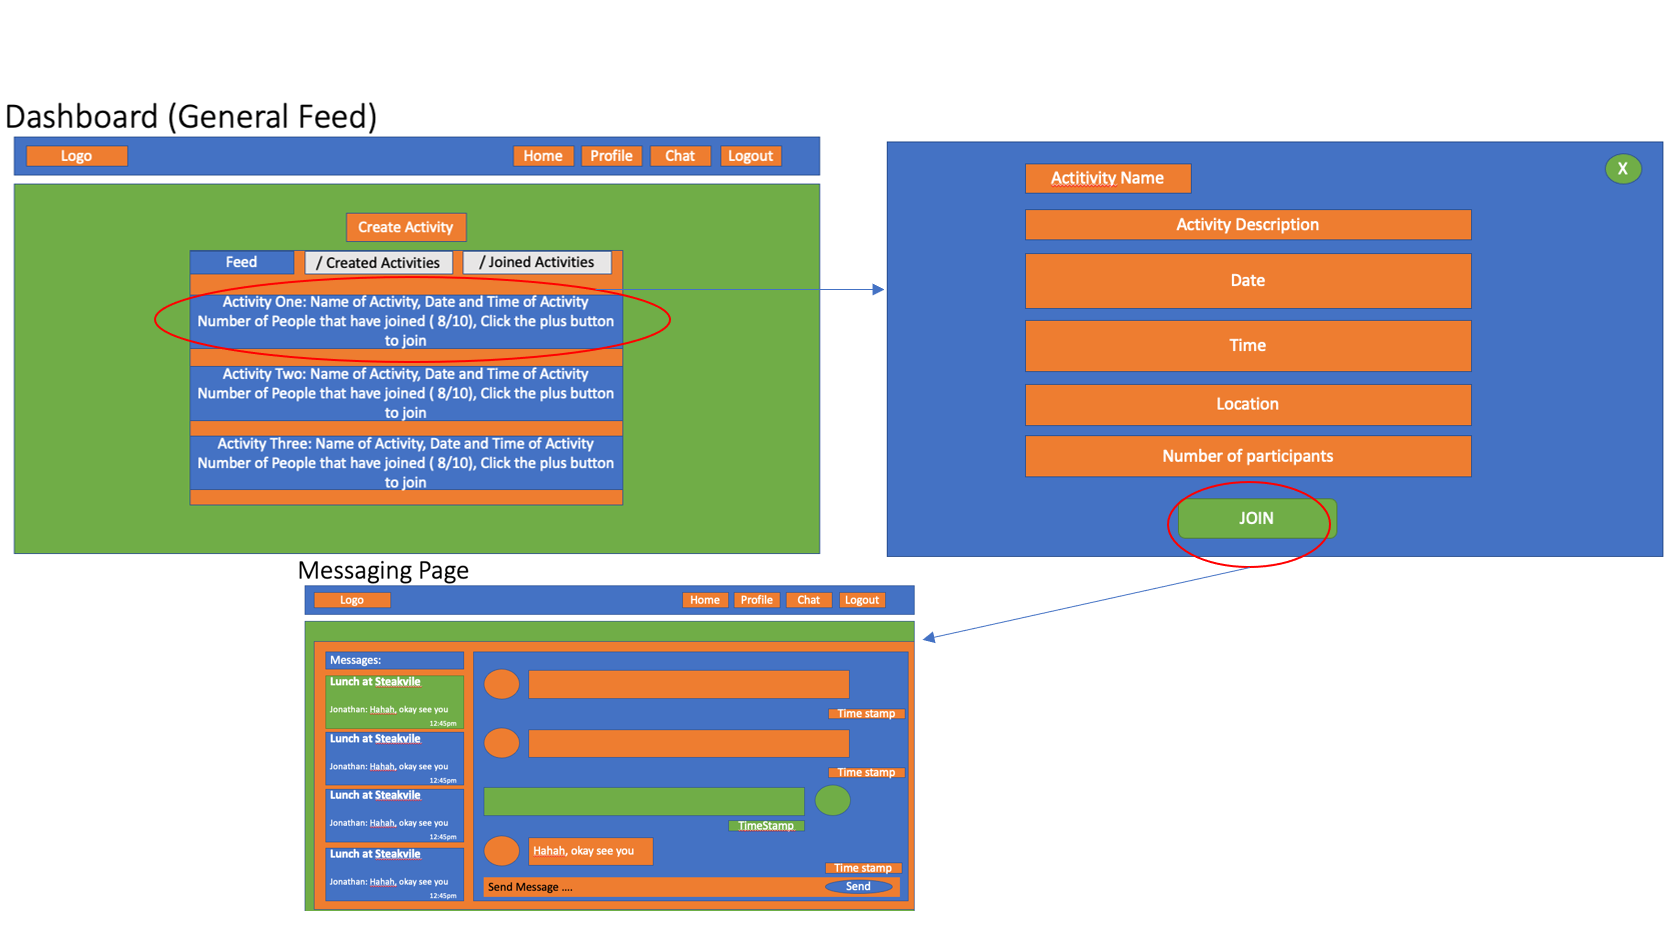 Dashboard (General Feed)
Logo
Home
Profile
Chat
Logout
Create Activity
Feed
/ Created Activities
/ Joined Activities
Activity One: Name of Activity, Date and Time of Activity
Number of People that have joined ( 8/10), Click the plus button
to join
Activity Two: Name of Activity, Date and Time of Activity
Number of People that have joined ( 8/10), Click the plus button
to join
Activity Three: Name of Activity, Date and Time of Activity
Number of People that have joined ( 8/10), Click the plus button
to join
X
Actitivity Name
Activity Description
Date
Time
Location
Number of participants
JOIN
Messaging Page
Logo
Home
Profile
Chat
Logout
Messages:
Lunch at Steakvile
Jonathan: Hahah, okay see you
12:45pm
Lunch at Steakvile
Jonathan: Hahah, okay see you
12:45pm
Lunch at Steakvile
Jonathan: Hahah, okay see you
12:45pm
Lunch at Steakvile
Jonathan: Hahah, okay see you
12:45pm
Time stamp
Time stamp
TimeStamp
Hahah, okay see you
Time stamp
Send Message ....
Send